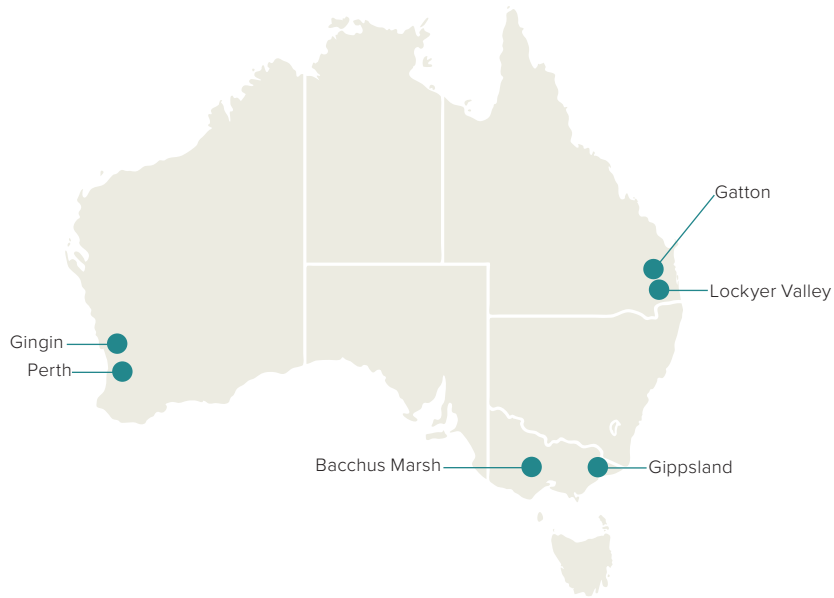 Gatton
Lockyer Valley
Gingin
Perth
Bacchus Marsh
Gippsland